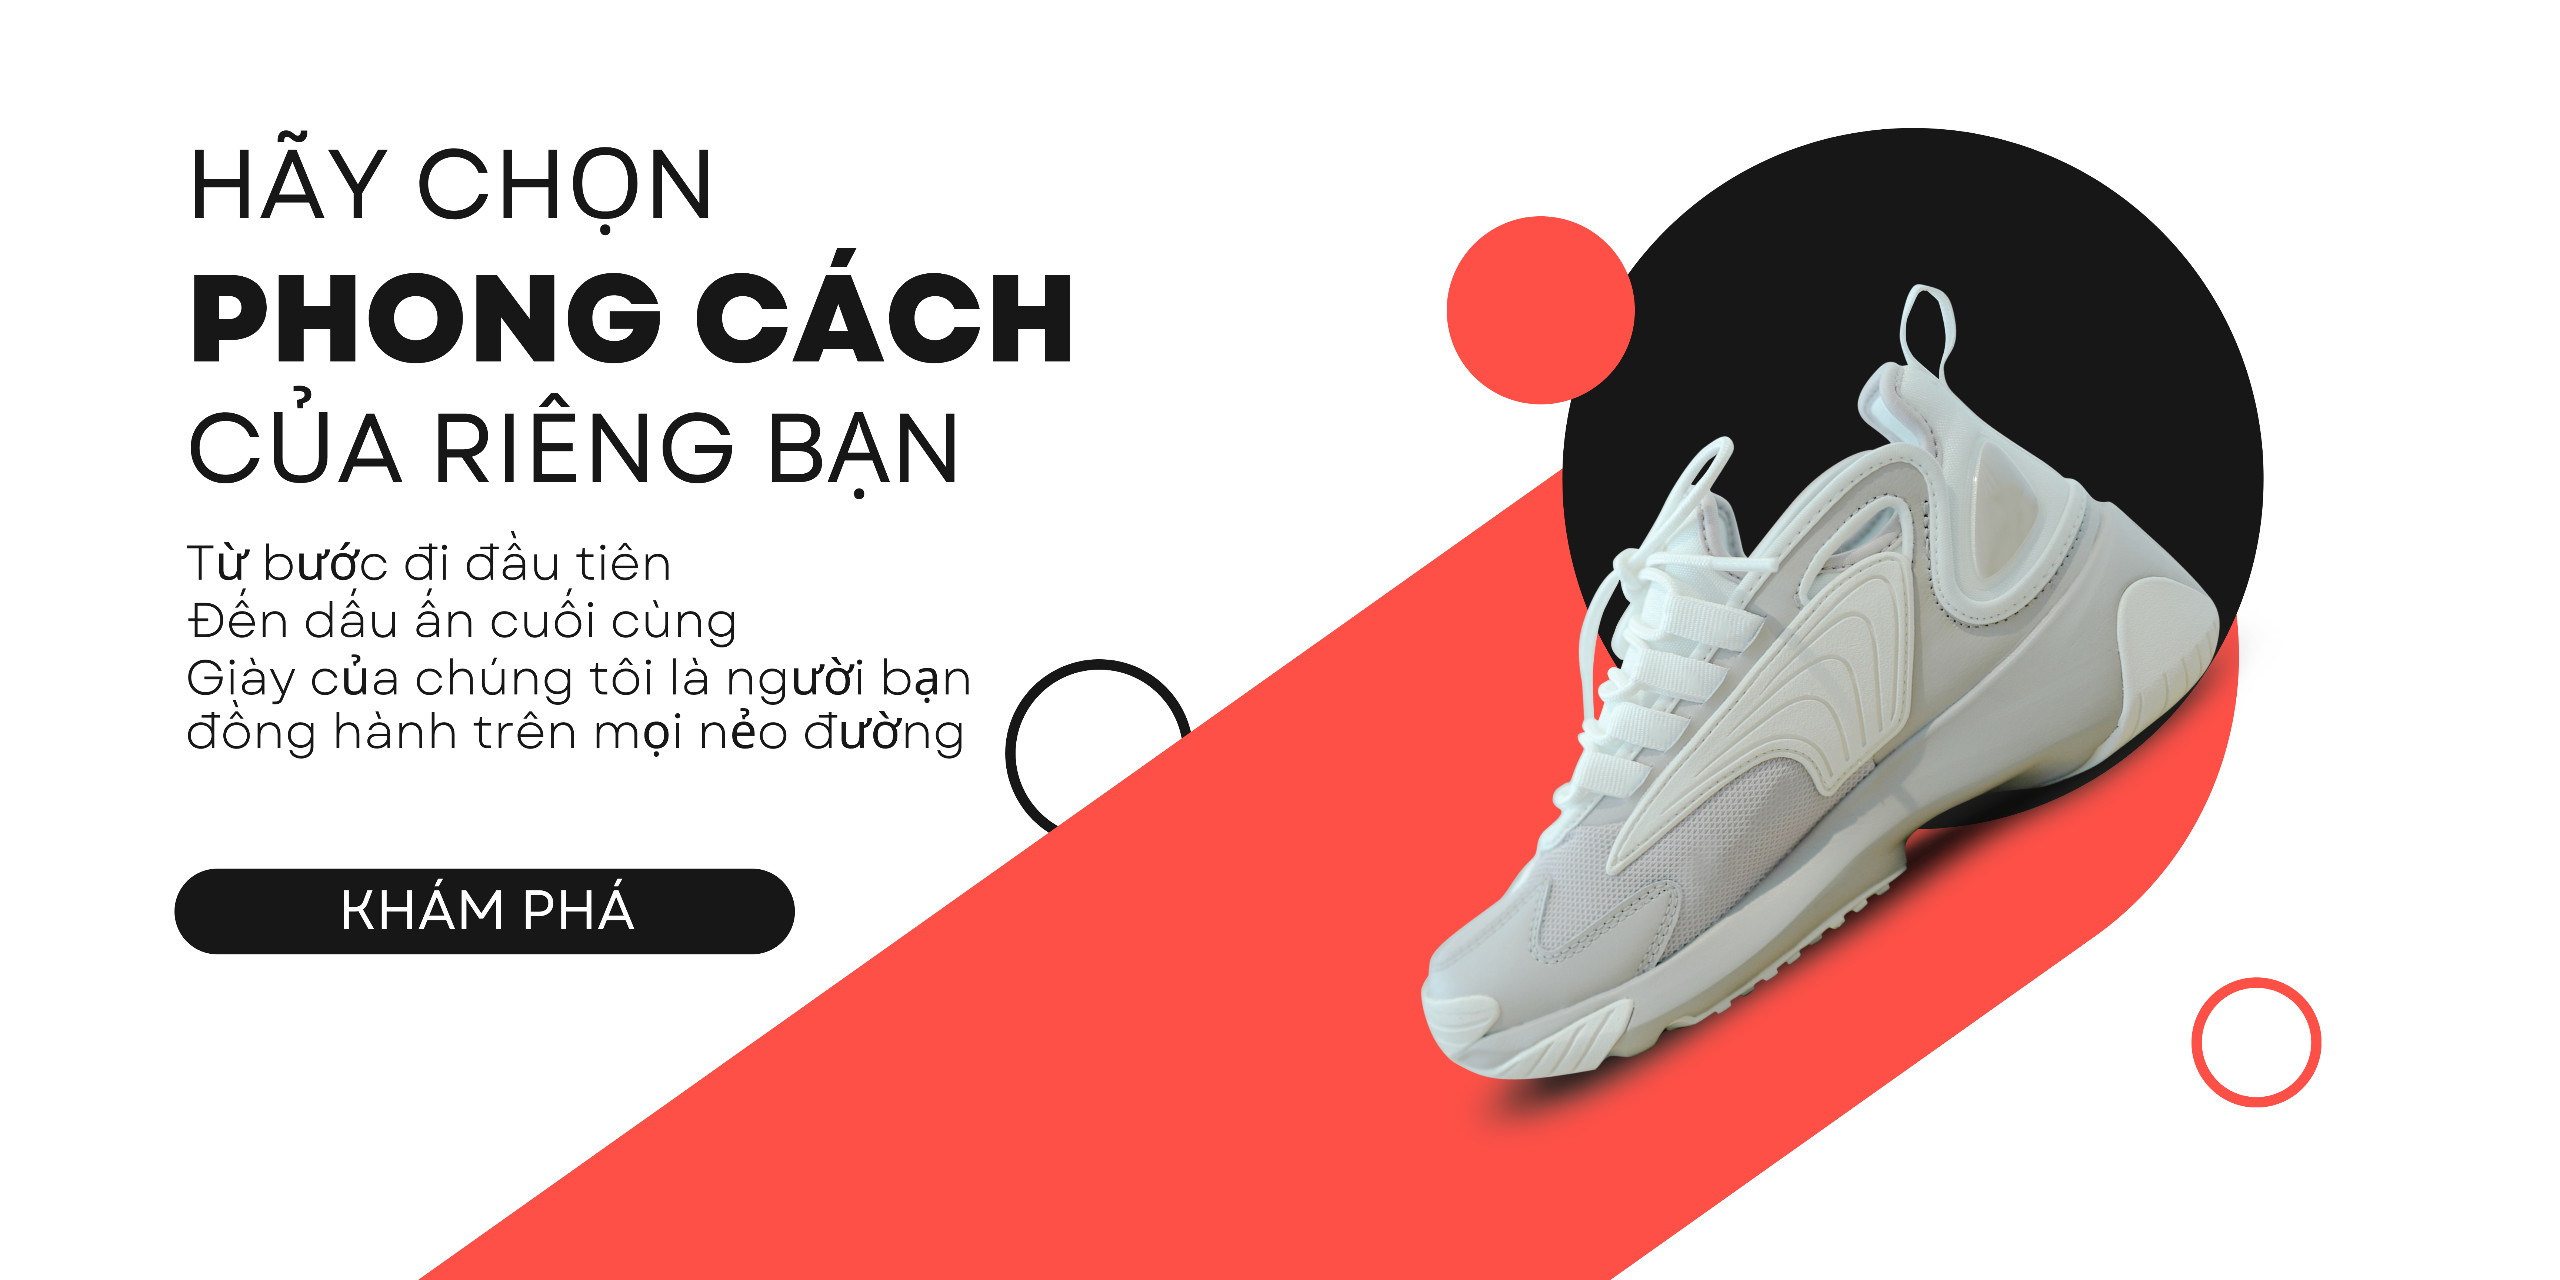 HÃY CHỌN
PHONG CÁCH
CỦA RIÊNG BẠN
Từ bước đi đầu tiên
Đến dấu ấn cuối cùng
Giày của chúng tôi là người bạn
đồng hành trên mọi nẻo đường
KHÁM PHÁ